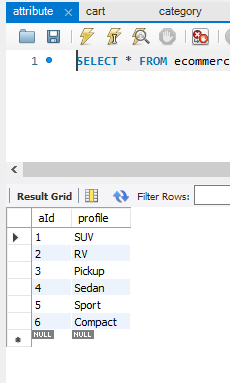 attribute × cart category
1 SELECT * FROM ecommerc
Result Grid Filter Rows:
aId profile
1 SUV
2 RV
3 Pickup
4 Sedan
5 Sport
6 Compact
NULL NULL